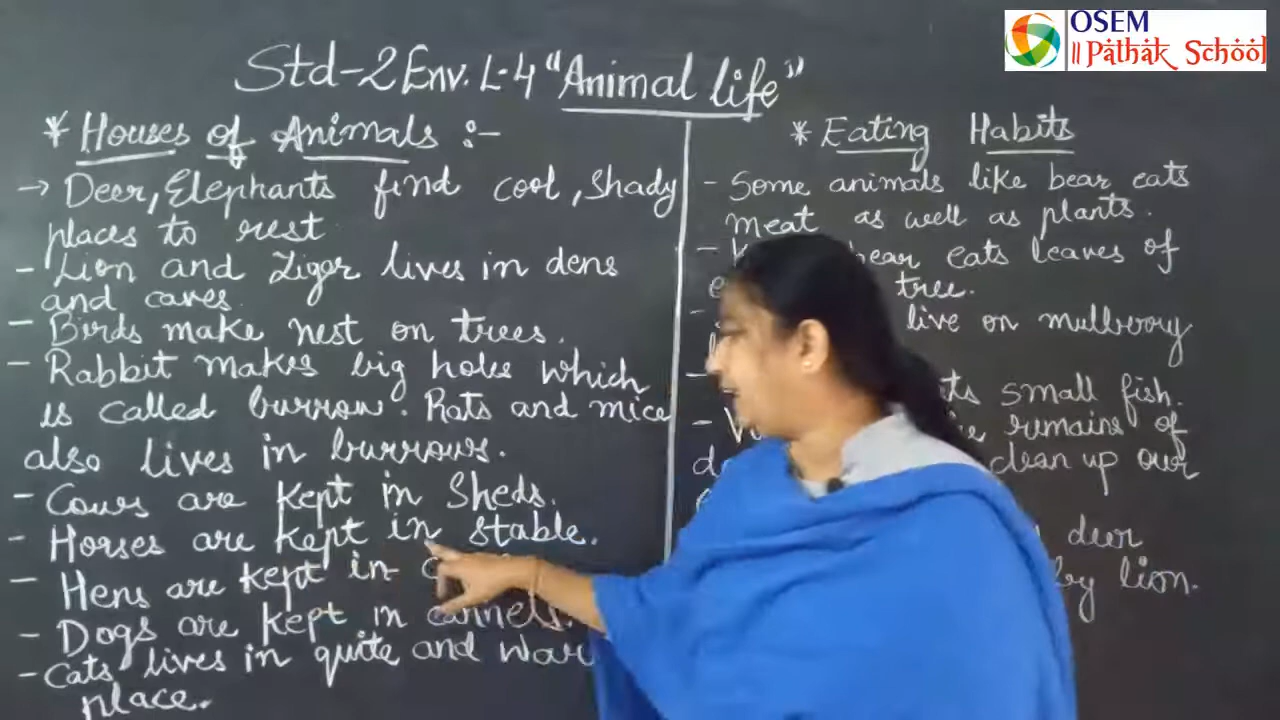 OSEM
॥ Pathak School
Std-2 Env. L-4 "Animal life"
* Houses of Animals :-
→ Deer, Elephants find cool, shady
places to rest
- Lion and Tiger lives in dens
and caves.
- Birds make nest on trees.
- Rabbit makes big holes which
is called burrow. Rats and mice
also lives in burrows.
- Cows are kept in Sheds.
- Horses are kept in stable.
- Hens are kept in
- Dogs are kept in cannels.
- Cats lives in quite and
place.
* Eating Habits
- Some animals like bear eats
meat as well as plants.
- bear eats leaves of
tree.
- live on mulberry
- small fish.
- remains of
clean up our
deer
by lion.